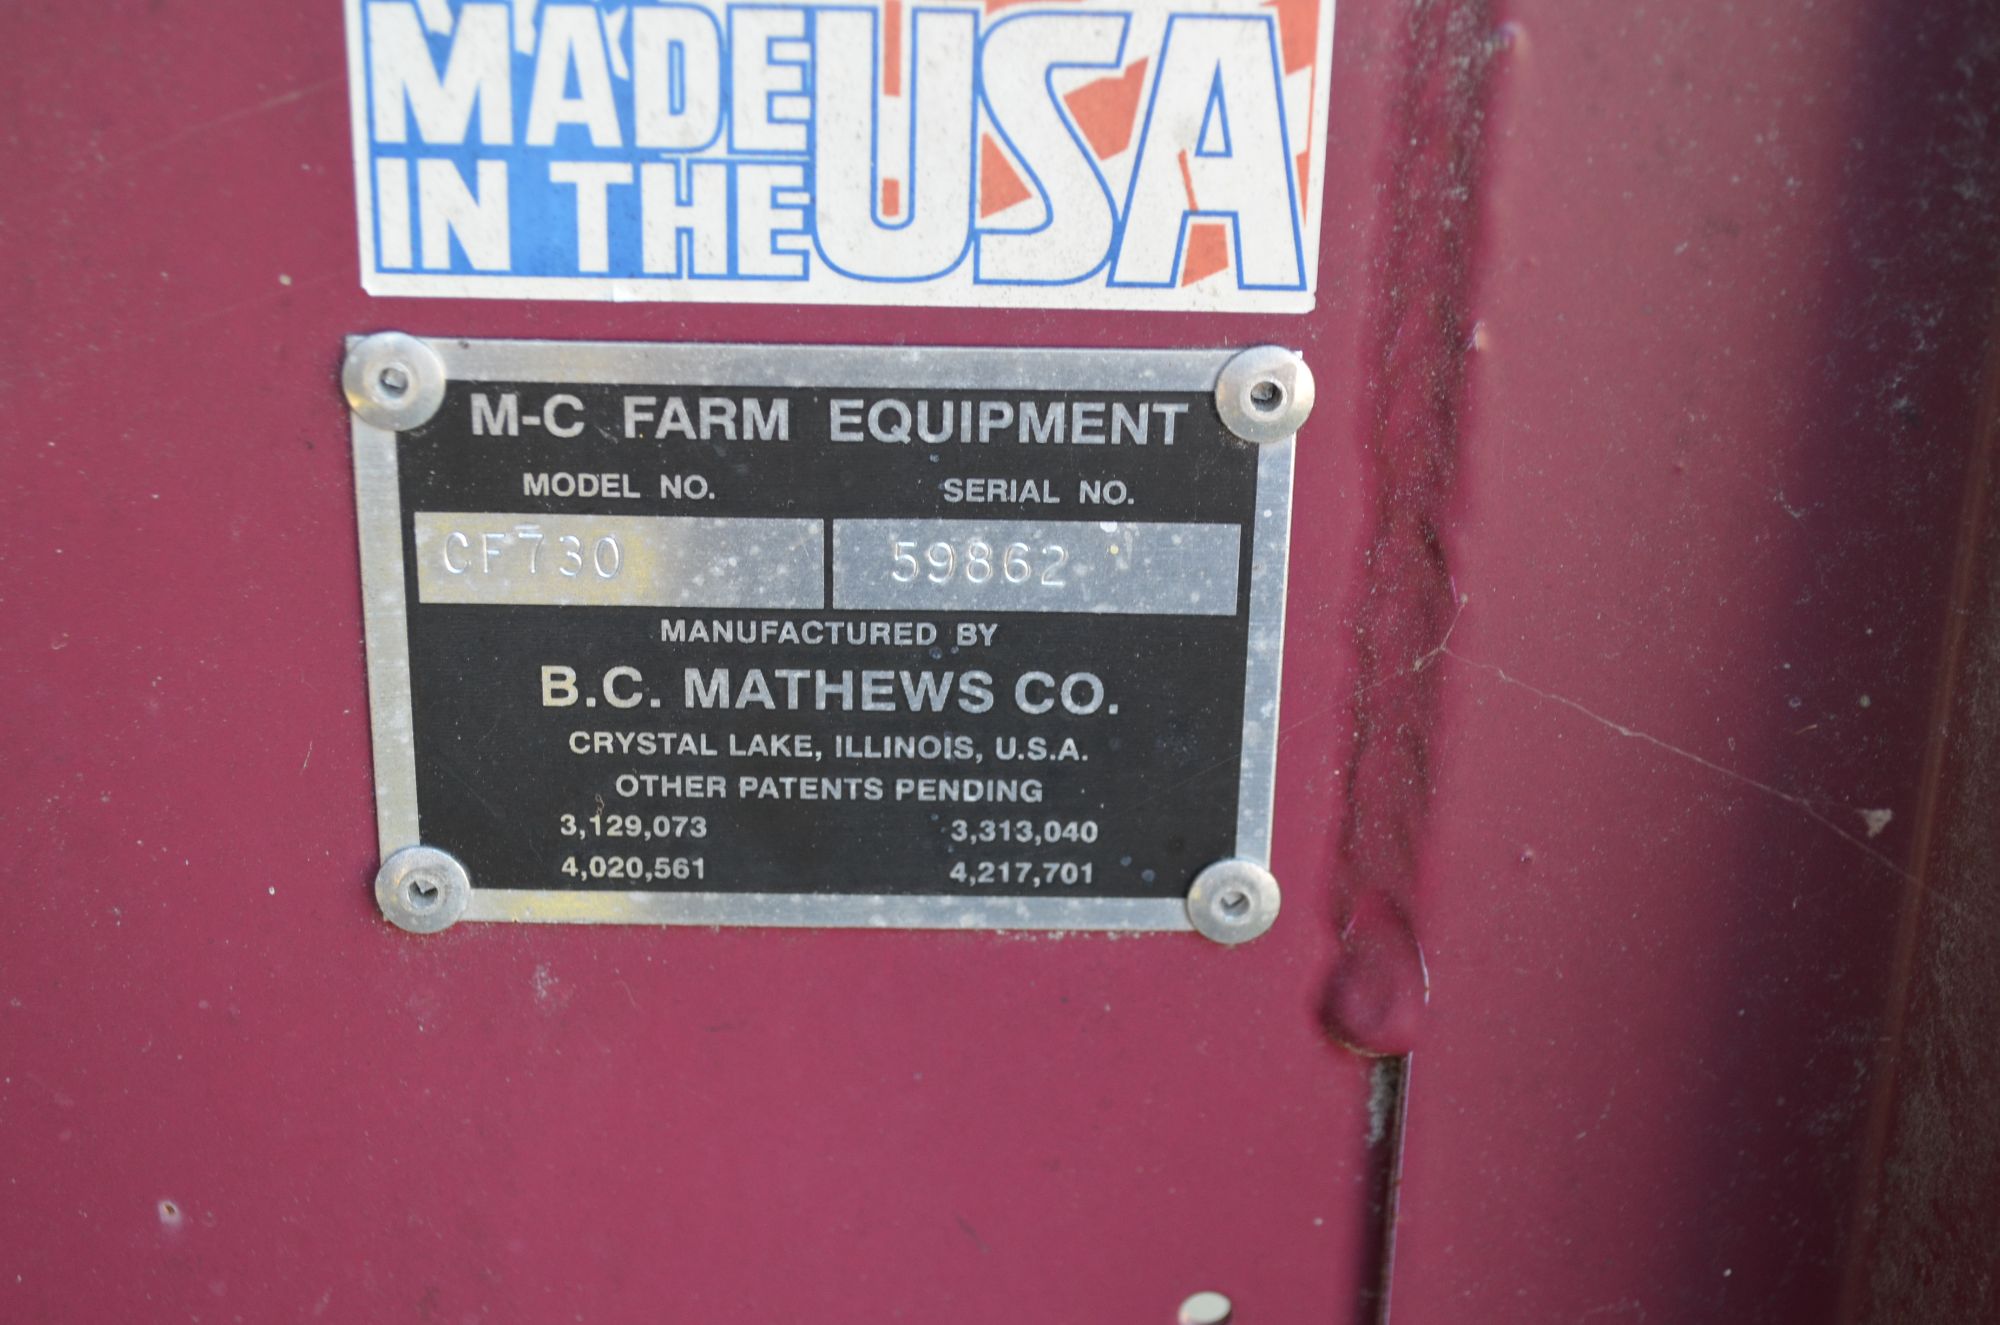 MADE USA
IN THE
M-C FARM EQUIPMENT
MODEL NO. SERIAL NO.
CF730 59862
MANUFACTURED BY
B.C. MATHEWS CO.
CRYSTAL LAKE, ILLINOIS, U.S.A.
OTHER PATENTS PENDING
3,129,073 3,313,040
4,020,561 4,217,701